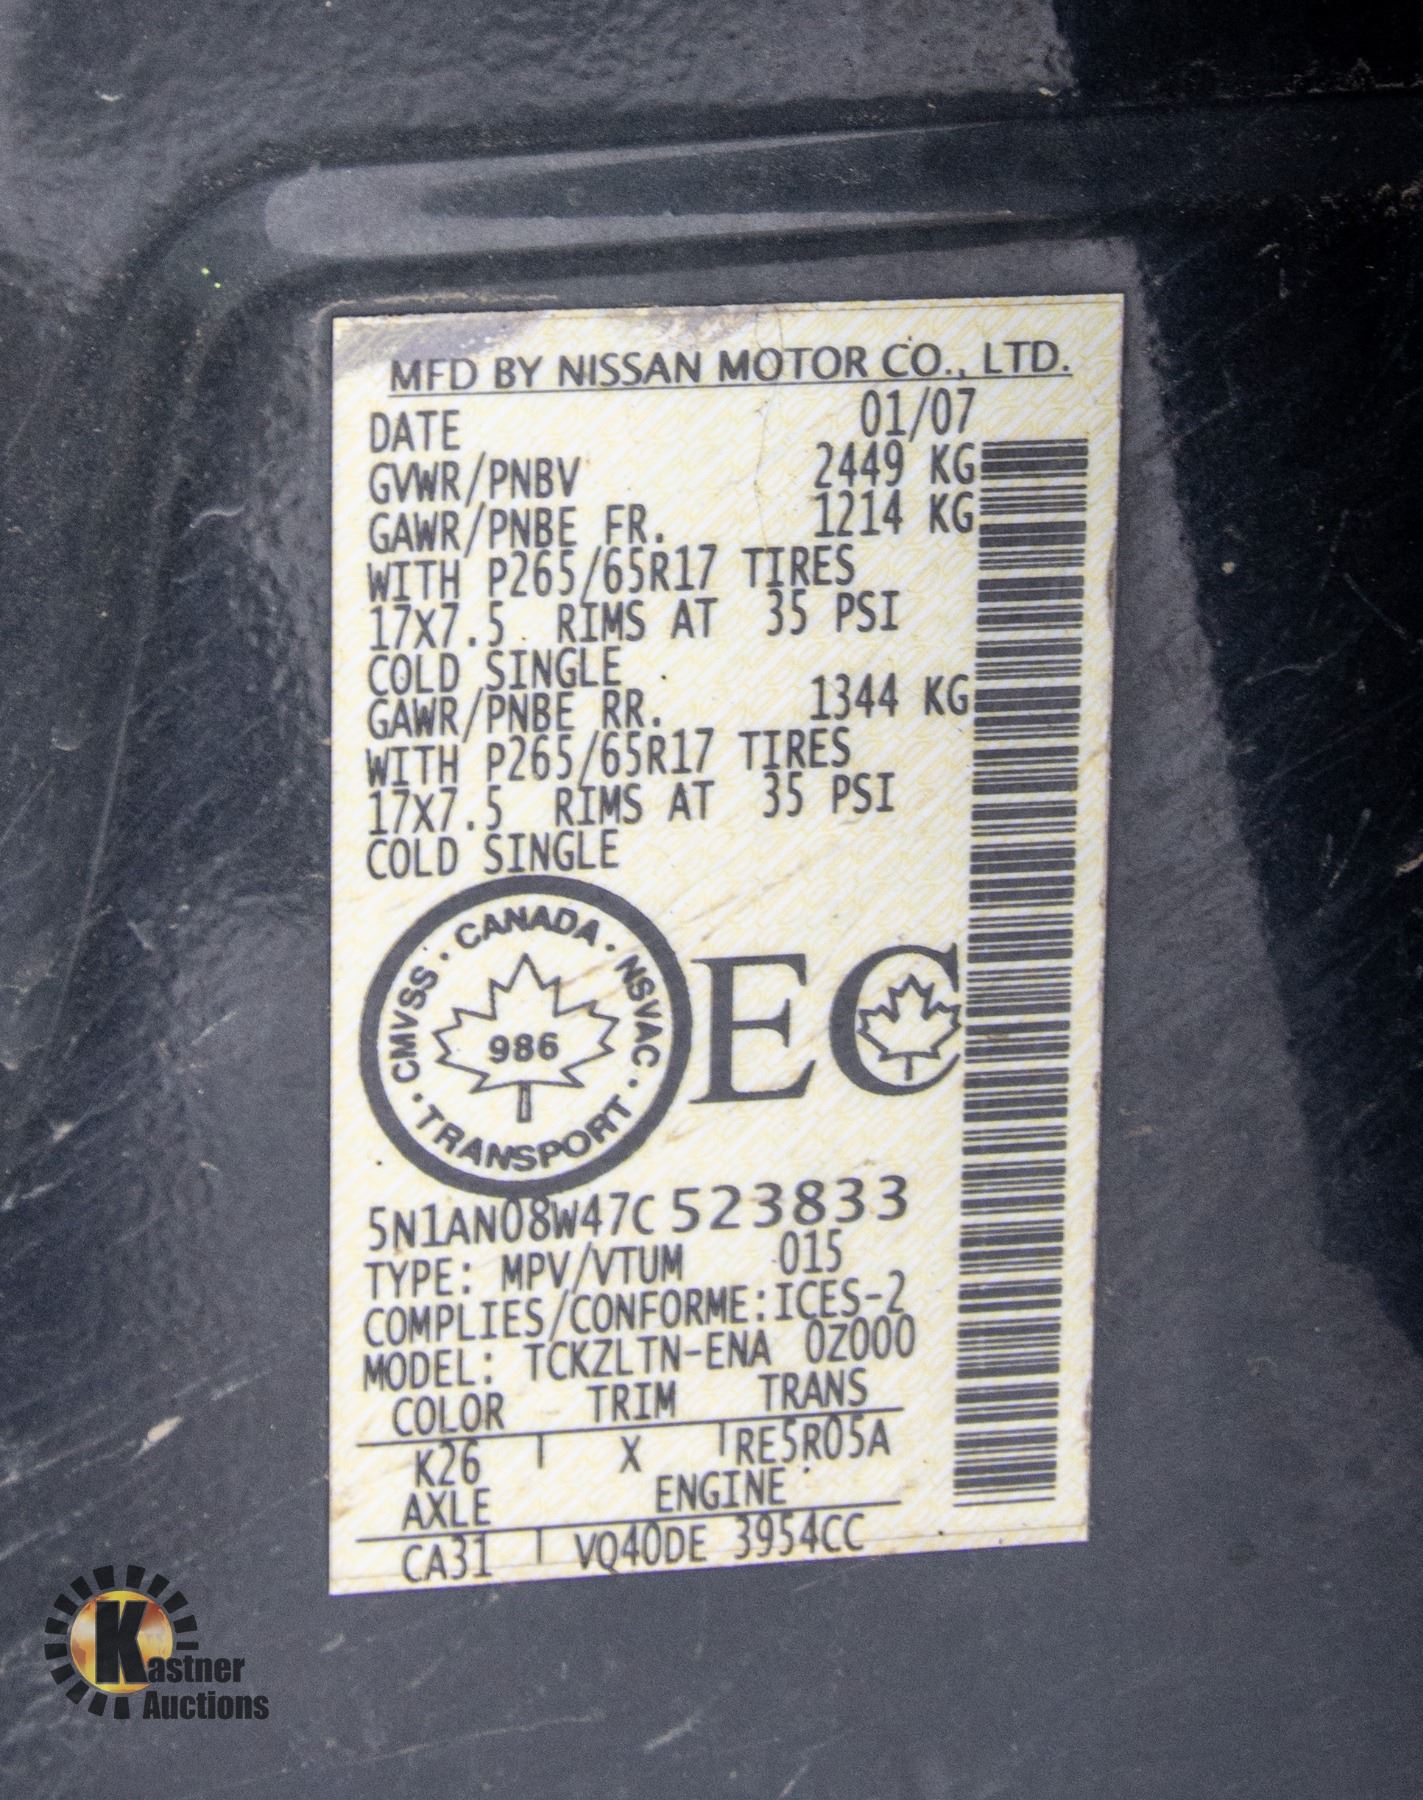 MFD BY NISSAN MOTOR CO., LTD.
DATE 01/07
GVWR/PNBV 2449 KG
GAWR/PNBE FR. 1214 KG
WITH P265/65R17 TIRES
17X7.5 RIMS AT 35 PSI
COLD SINGLE
GAWR/PNBE RR. 1344 KG
WITH P265/65R17 TIRES
17X7.5 RIMS AT 35 PSI
COLD SINGLE
CMVSS · CANADA · NSVAC · TRANSPORT ·
986
EC
5N1AN08W47C523833
TYPE: MPV/VTUM 015
COMPLIES/CONFORME:ICES-2
MODEL: TCKZLTN-ENA 0Z000
COLOR TRIM TRANS
K26 X RE5R05A
AXLE ENGINE
CA31 VQ40DE 3954CC
Kastner
Auctions